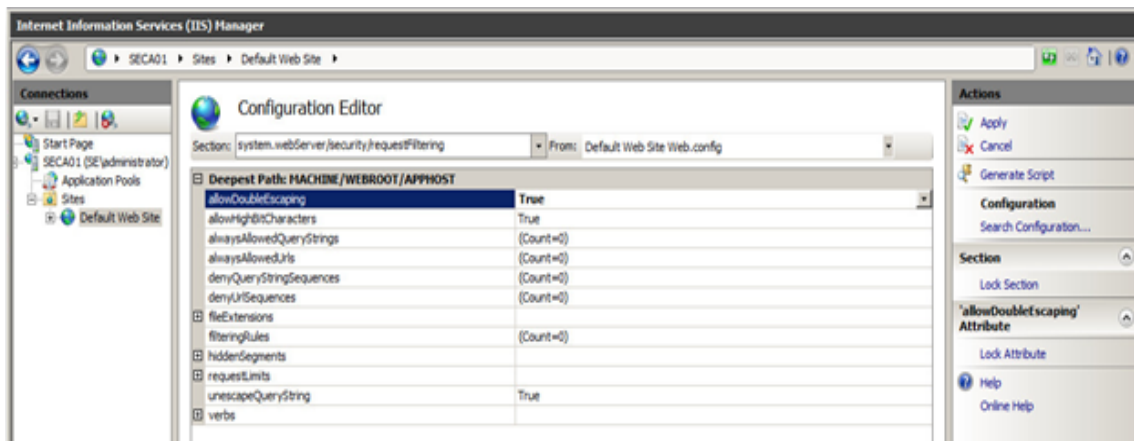 Internet Information Services (IIS) Manager
SECA01 Sites Default Web Site
Connections
Start Page
SECA01 (SE\administrator)
Application Pools
Sites
Default Web Site
Configuration Editor
Section: system.webServer/security/requestFiltering From: Default Web Site Web.config
Deepest Path: MACHINE/WEBROOT/APPHOST
allowDoubleEscaping True
allowHighBitCharacters True
alwaysAllowedQueryStrings (Count=0)
alwaysAllowedUrls (Count=0)
denyQueryStringSequences (Count=0)
denyUrlSequences (Count=0)
fileExtensions
filteringRules (Count=0)
hiddenSegments
requestLimits
unescapeQueryString True
verbs
Actions
Apply
Cancel
Generate Script
Configuration
Search Configuration...
Section
Lock Section
'allowDoubleEscaping'
Attribute
Lock Attribute
Help
Online Help